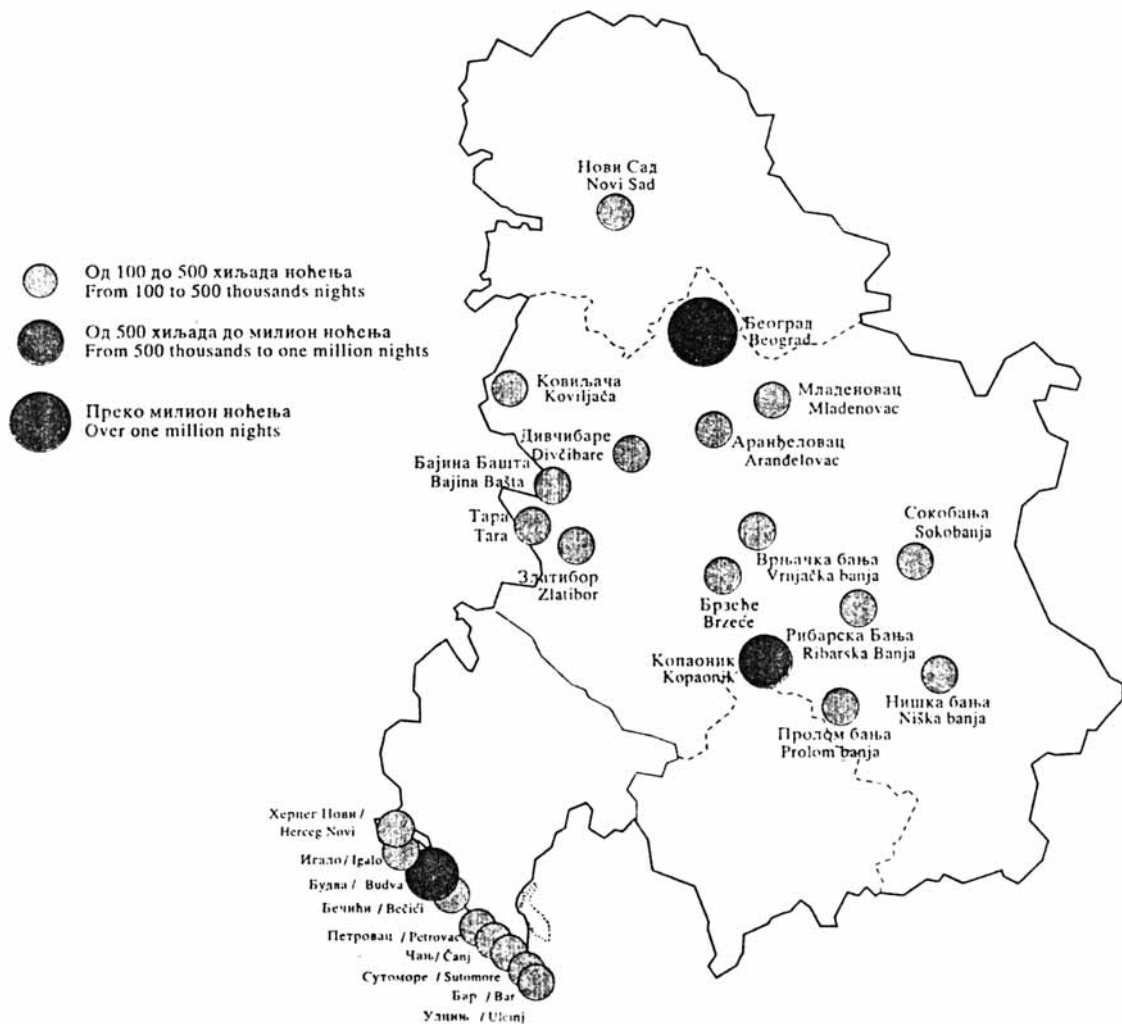 Нови Сад
Novi Sad
Од 100 до 500 хиљада ноћења
From 100 to 500 thousands nights
Од 500 хиљада до милион ноћења
From 500 thousands to one million nights
Преко милион ноћења
Over one million nights
Београд
Beograd
Ковиљача
Koviljača
Младеновац
Mladenovac
Дивчибаре
Divčibare
Аранђеловац
Aranđelovac
Бајина Башта
Bajina Bašta
Тара
Tara
Златибор
Zlatibor
Сокобања
Sokobanja
Врњачка бања
Vrnjačka banja
Брзеће
Brzeće
Рибарска Бања
Ribarska Banja
Копаоник
Kopaonik
Нишка бања
Niška banja
Пролом бања
Prolom banja
Херцег Нови /
Herceg Novi
Игало / Igalo
Будва / Budva
Бечићи / Bečići
Петровац / Petrovac
Чањ / Čanj
Сутоморе / Sutomore
Бар / Bar
Улцињ / Ulcinj